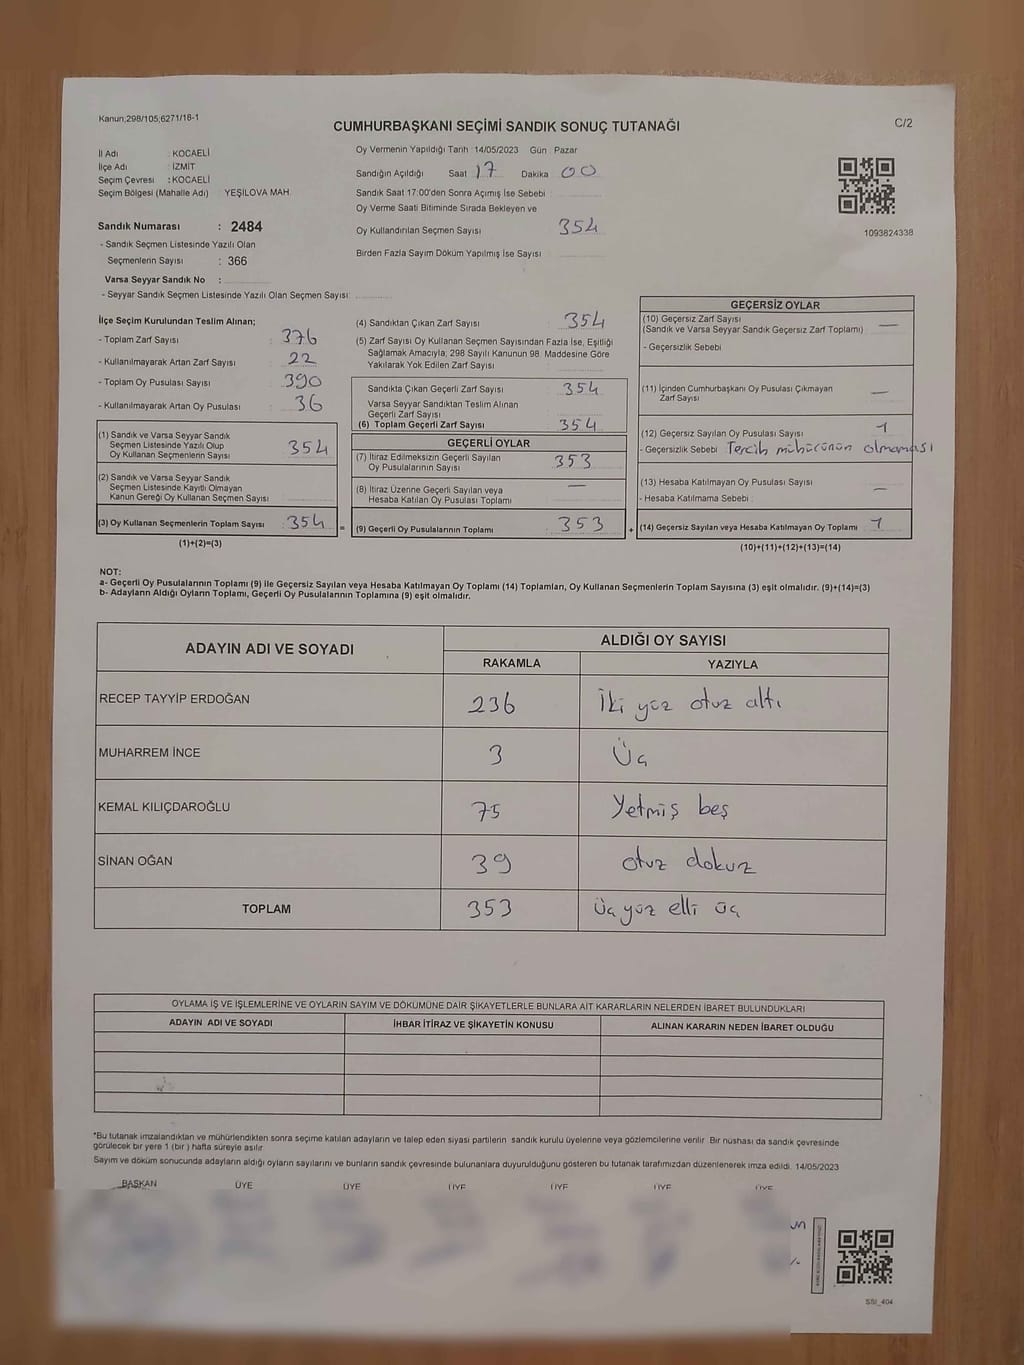 Kanun;298/105;6271/18-1
CUMHURBAŞKANI SEÇİMİ SANDIK SONUÇ TUTANAĞI
C/2
İl Adı : KOCAELİ
İlçe Adı : İZMİT
Seçim Çevresi : KOCAELİ
Seçim Bölgesi (Mahalle Adı) YEŞİLOVA MAH.
Oy Vermenin Yapıldığı Tarih :14/05/2023 Gün : Pazar
Sandığın Açıldığı Saat 17 Dakika 00
Sandık Saat 17:00'den Sonra Açımış İse Sebebi
Oy Verme Saati Bitiminde Sırada Bekleyen ve
Oy Kullandırılan Seçmen Sayısı 354
Birden Fazla Sayım Döküm Yapılmış İse Sayısı
1093824338
Sandık Numarası : 2484
- Sandık Seçmen Listesinde Yazılı Olan
Seçmenlerin Sayısı : 366
Varsa Seyyar Sandık No :
- Seyyar Sandık Seçmen Listesinde Yazılı Olan Seçmen Sayısı:
İlçe Seçim Kurulundan Teslim Alınan;
- Toplam Zarf Sayısı : 376
- Kullanılmayarak Artan Zarf Sayısı : 22
- Toplam Oy Pusulası Sayısı : 390
- Kullanılmayarak Artan Oy Pusulası : 36
(1) Sandık ve Varsa Seyyar Sandık
Seçmen Listesinde Yazılı Olup
Oy Kullanan Seçmenlerin Sayısı : 354
(2) Sandık ve Varsa Seyyar Sandık
Seçmen Listesinde Kayıtlı Olmayan
Kanun Gereği Oy Kullanan Seçmen Sayısı :
(3) Oy Kullanan Seçmenlerin Toplam Sayısı : 354 =
(1)+(2)=(3)
(4) Sandıktan Çıkan Zarf Sayısı : 354
(5) Zarf Sayısı Oy Kullanan Seçmen Sayısından Fazla İse, Eşitliği
Sağlamak Amacıyla; 298 Sayılı Kanunun 98. Maddesine Göre
Yakılarak Yok Edilen Zarf Sayısı
Sandıkta Çıkan Geçerli Zarf Sayısı : 354
Varsa Seyyar Sandıktan Teslim Alınan
Geçerli Zarf Sayısı
(6) Toplam Geçerli Zarf Sayısı : 354
GEÇERLİ OYLAR
(7) İtiraz Edilmeksizin Geçerli Sayılan
Oy Pusulalarının Sayısı : 353
(8) İtiraz Üzerine Geçerli Sayılan veya
Hesaba Katılan Oy Pusulası Toplamı : —
(9) Geçerli Oy Pusulalarının Toplamı : 353 +
GEÇERSİZ OYLAR
(10) Geçersiz Zarf Sayısı
(Sandık ve Varsa Seyyar Sandık Geçersiz Zarf Toplamı) : —
- Geçersizlik Sebebi
(11) İçinden Cumhurbaşkanı Oy Pusulası Çıkmayan
Zarf Sayısı : —
(12) Geçersiz Sayılan Oy Pusulası Sayısı : 1
- Geçersizlik Sebebi Tercih mühürünün olmaması
(13) Hesaba Katılmayan Oy Pusulası Sayısı : —
- Hesaba Katılmama Sebebi :
(14) Geçersiz Sayılan veya Hesaba Katılmayan Oy Toplamı : 1
(10)+(11)+(12)+(13)=(14)
NOT:
a- Geçerli Oy Pusulalarının Toplamı (9) ile Geçersiz Sayılan veya Hesaba Katılmayan Oy Toplamı (14) Toplamları, Oy Kullanan Seçmenlerin Toplam Sayısına (3) eşit olmalıdır. (9)+(14)=(3)
b- Adayların Aldığı Oyların Toplamı, Geçerli Oy Pusulalarının Toplamına (9) eşit olmalıdır.
ADAYIN ADI VE SOYADI ALDIĞI OY SAYISI
RAKAMLA YAZIYLA
RECEP TAYYİP ERDOĞAN 236 İki yüz otuz altı
MUHARREM İNCE 3 Üç
KEMAL KILIÇDAROĞLU 75 Yetmiş beş
SİNAN OĞAN 39 otuz dokuz
TOPLAM 353 Üç yüz elli üç
OYLAMA İŞ VE İŞLEMLERİNE VE OYLARIN SAYIM VE DÖKÜMÜNE DAİR ŞİKAYETLERLE BUNLARA AİT KARARLARIN NELERDEN İBARET BULUNDUKLARI
ADAYIN ADI VE SOYADI İHBAR İTİRAZ VE ŞİKAYETİN KONUSU ALINAN KARARIN NEDEN İBARET OLDUĞU
*Bu tutanak imzalandıktan ve mühürlendikten sonra seçime katılan adayların ve talep eden siyasi partilerin sandık kurulu üyelerine veya gözlemcilerine verilir. Bir nüshası da sandık çevresinde
görülecek bir yere 1 (bir) hafta süreyle asılır.
Sayım ve döküm sonucunda adayların aldığı oyların sayılarını ve bunların sandık çevresinde bulunanlara duyurulduğunu gösteren bu tutanak tarafımızdan düzenlenerek imza edildi. 14/05/2023
BAŞKAN ÜYE ÜYE ÜYE ÜYE ÜYE ÜYE
SSI_404